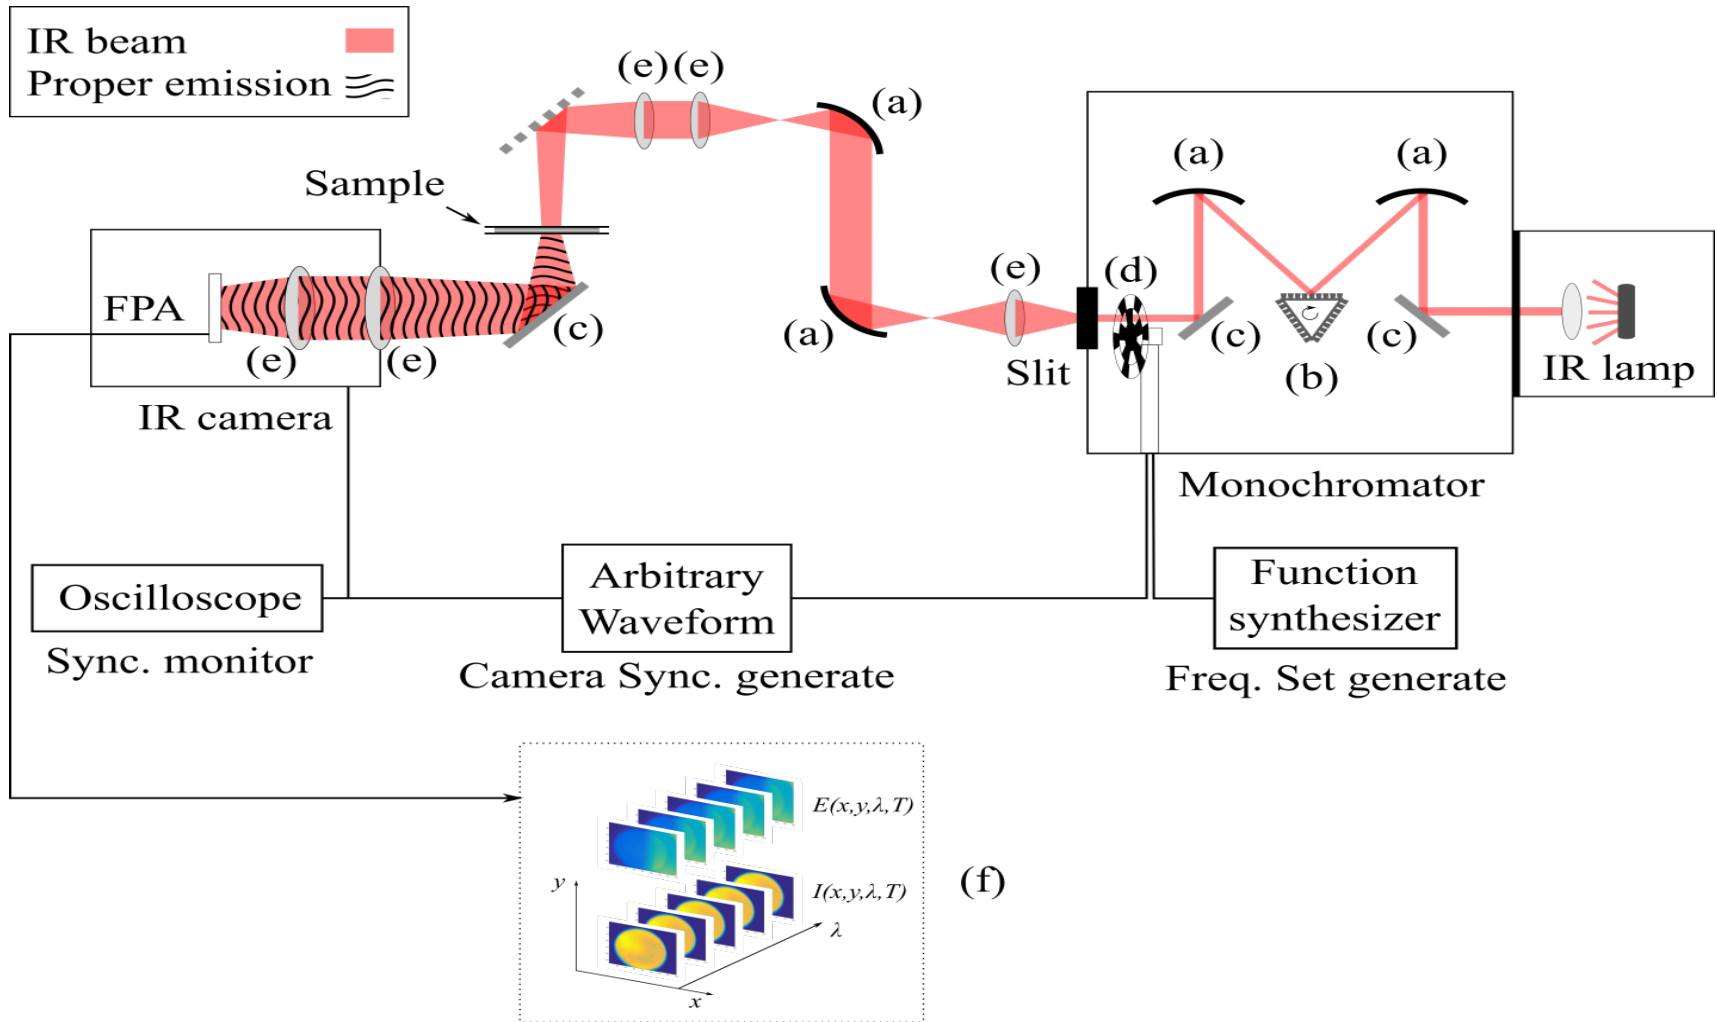 IR beam
Proper emission
(e) (e)
(a)
(a)
(a)
Sample
FPA
(e)
(e)
(c)
IR camera
(a)
(e)
(d)
Slit
(c)
(b)
(c)
IR lamp
Monochromator
Oscilloscope
Sync. monitor
Arbitrary
Waveform
Camera Sync. generate
Function
synthesizer
Freq. Set generate
E(x,y,λ,T)
I(x,y,λ,T)
y
λ
x
(f)